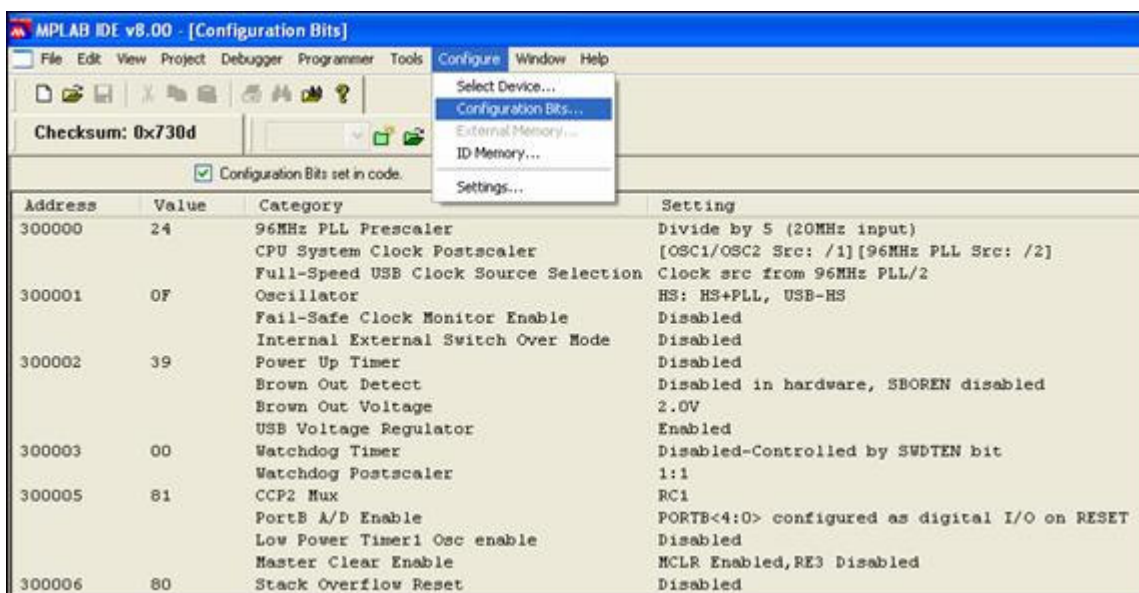 MPLAB IDE v8.00 - [Configuration Bits]
File Edit View Project Debugger Programmer Tools Configure Window Help
Select Device...
Configuration Bits...
External Memory...
ID Memory...
Settings...
Checksum: 0x730d
Configuration Bits set in code.
Address Value Category Setting
300000 24 96MHz PLL Prescaler Divide by 5 (20MHz input)
CPU System Clock Postscaler [OSC1/OSC2 Src: /1][96MHz PLL Src: /2]
Full-Speed USB Clock Source Selection Clock src from 96MHz PLL/2
300001 0F Oscillator HS: HS+PLL, USB-HS
Fail-Safe Clock Monitor Enable Disabled
Internal External Switch Over Mode Disabled
300002 39 Power Up Timer Disabled
Brown Out Detect Disabled in hardware, SBOREN disabled
Brown Out Voltage 2.0V
USB Voltage Regulator Enabled
300003 00 Watchdog Timer Disabled-Controlled by SWDTEN bit
Watchdog Postscaler 1:1
300005 81 CCP2 Mux RC1
PortB A/D Enable PORTB<4:0> configured as digital I/O on RESET
Low Power Timer1 Osc enable Disabled
Master Clear Enable MCLR Enabled,RE3 Disabled
300006 80 Stack Overflow Reset Disabled